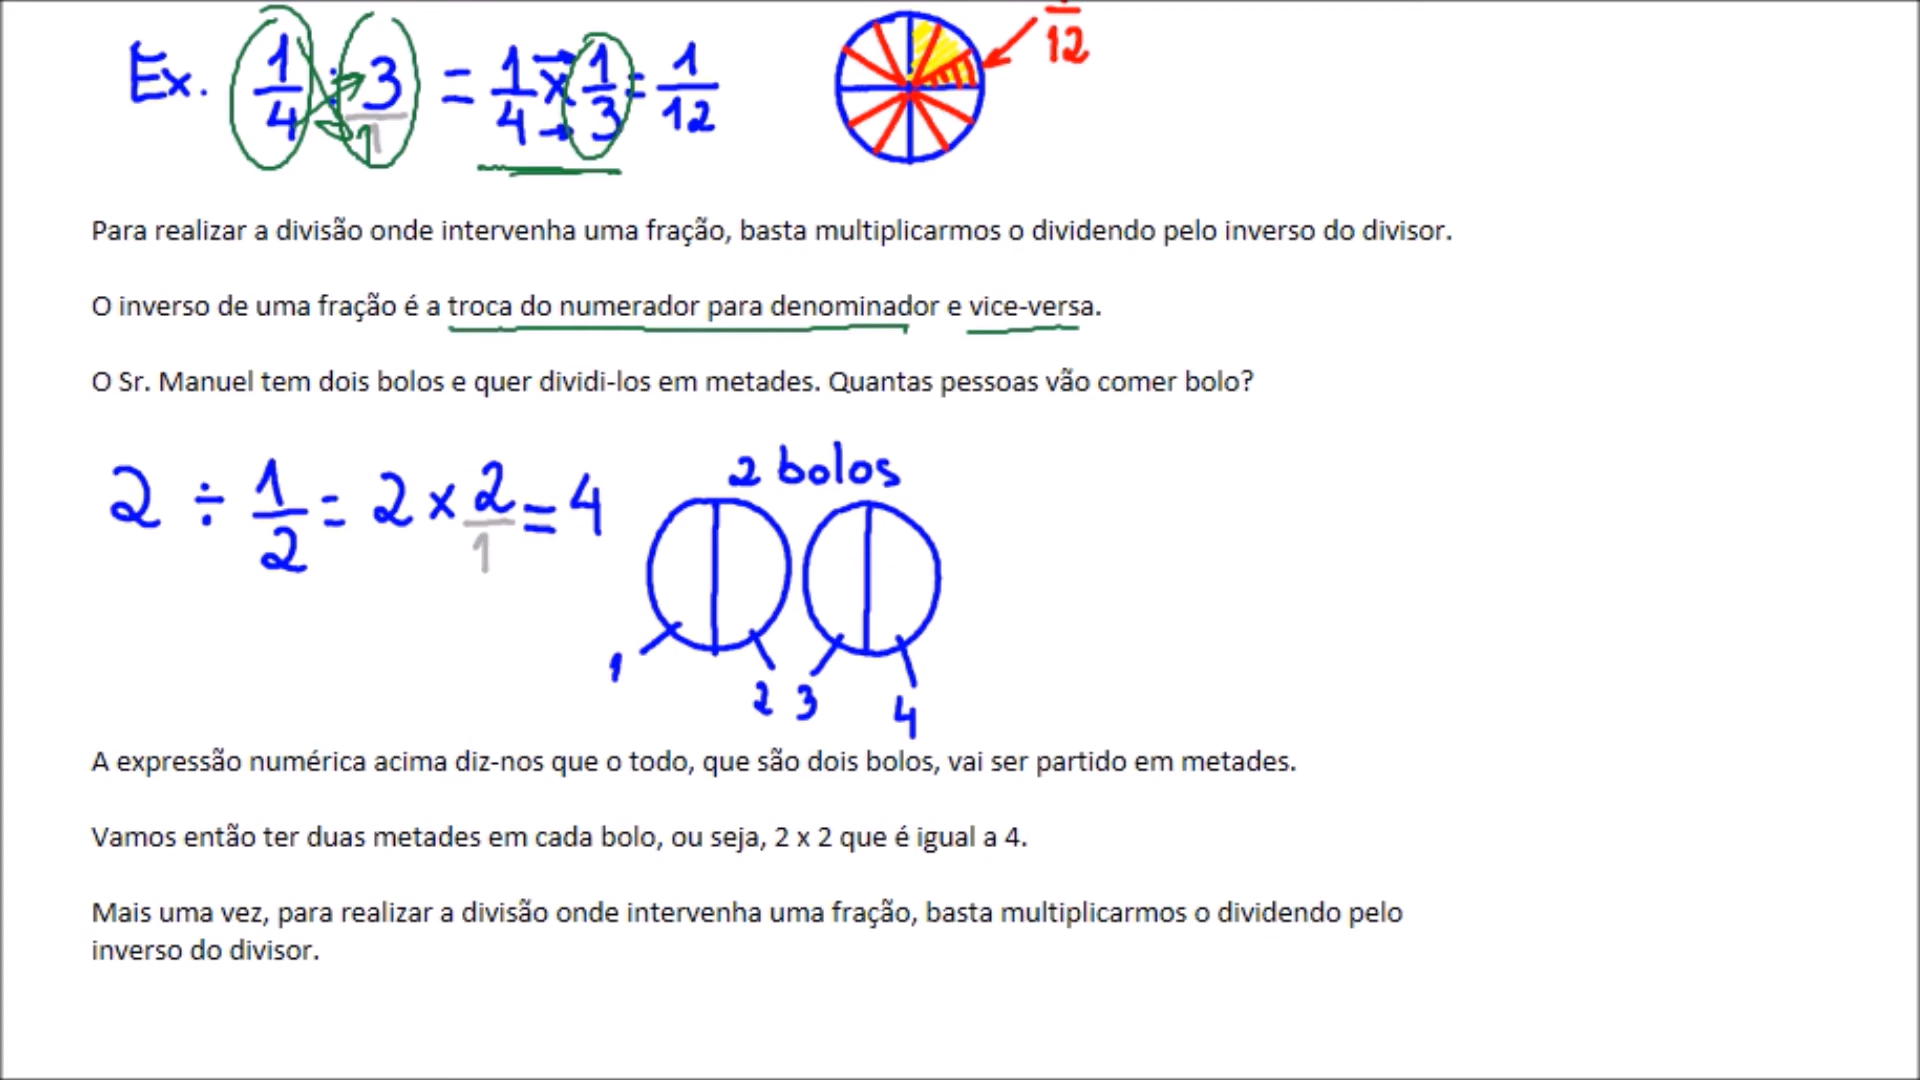 Ex. 1/4 ÷ 3/1 = 1/4 x 1/3 = 1/12
12
Para realizar a divisão onde intervenha uma fração, basta multiplicarmos o dividendo pelo inverso do divisor.
O inverso de uma fração é a troca do numerador para denominador e vice-versa.
O Sr. Manuel tem dois bolos e quer dividi-los em metades. Quantas pessoas vão comer bolo?
2 bolos
2 ÷ 1/2 = 2 x 2/1 = 4
1 2 3 4
A expressão numérica acima diz-nos que o todo, que são dois bolos, vai ser partido em metades.
Vamos então ter duas metades em cada bolo, ou seja, 2 x 2 que é igual a 4.
Mais uma vez, para realizar a divisão onde intervenha uma fração, basta multiplicarmos o dividendo pelo
inverso do divisor.